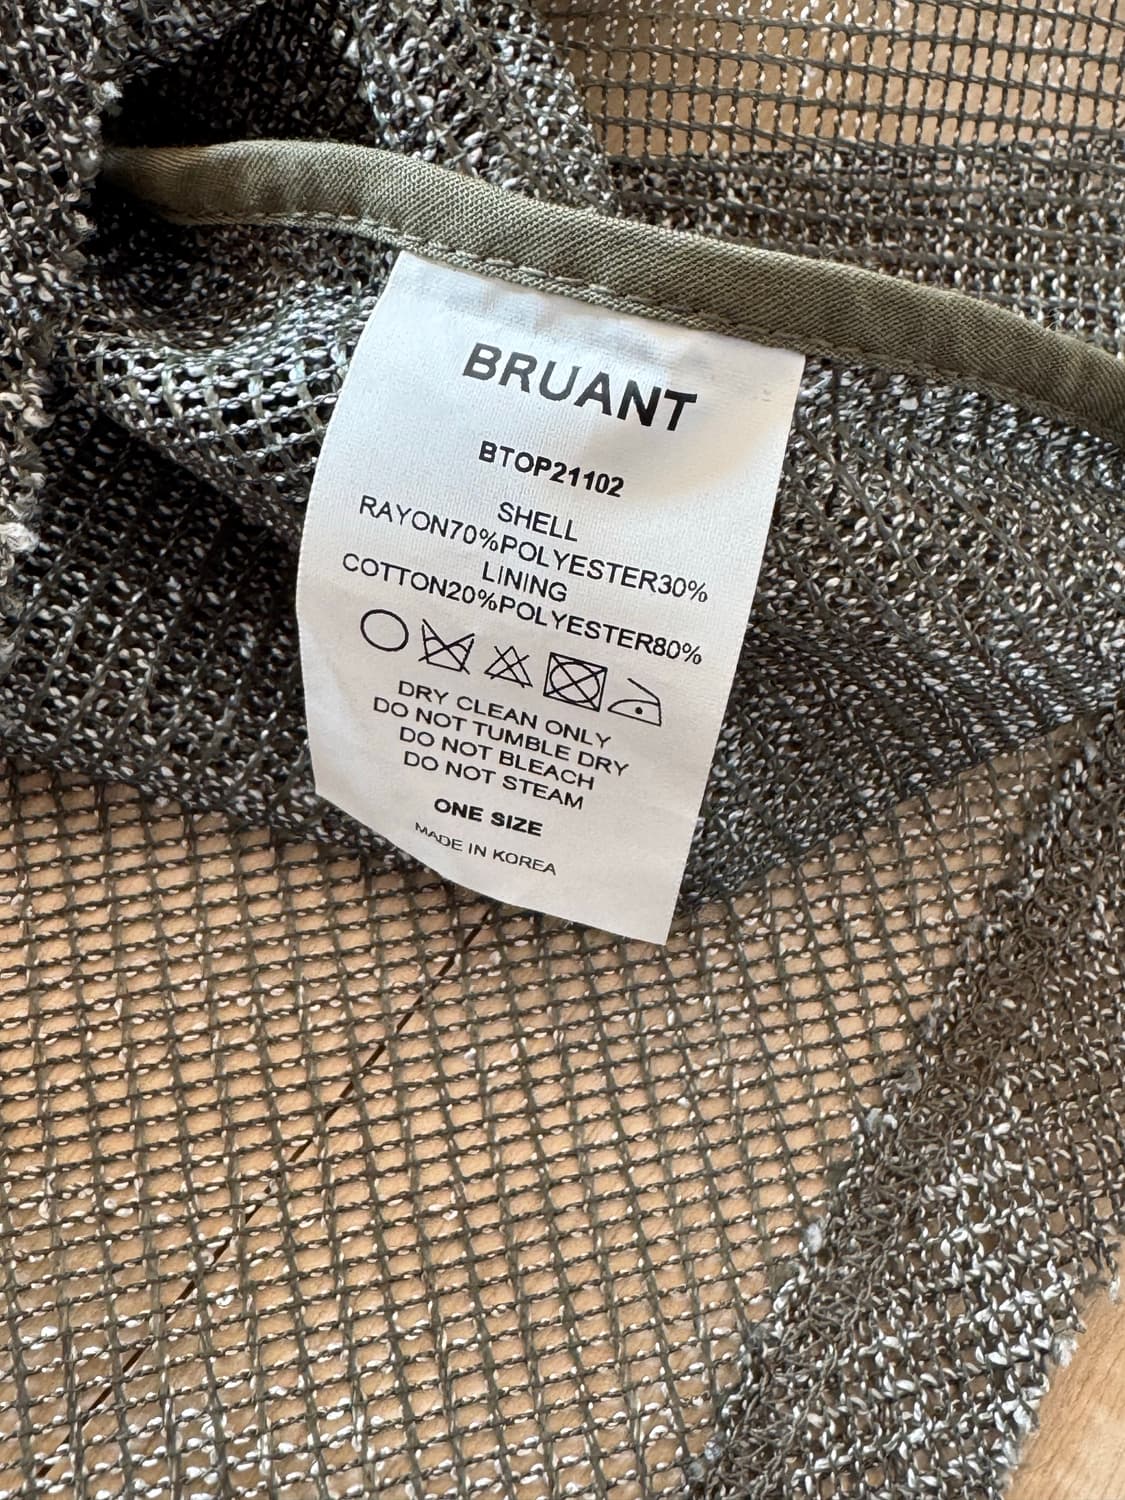 BRUANT
BTOP21102
SHELL
RAYON70%POLYESTER30%
LINING
COTTON20%POLYESTER80%
DRY CLEAN ONLY
DO NOT TUMBLE DRY
DO NOT BLEACH
DO NOT STEAM
ONE SIZE
MADE IN KOREA